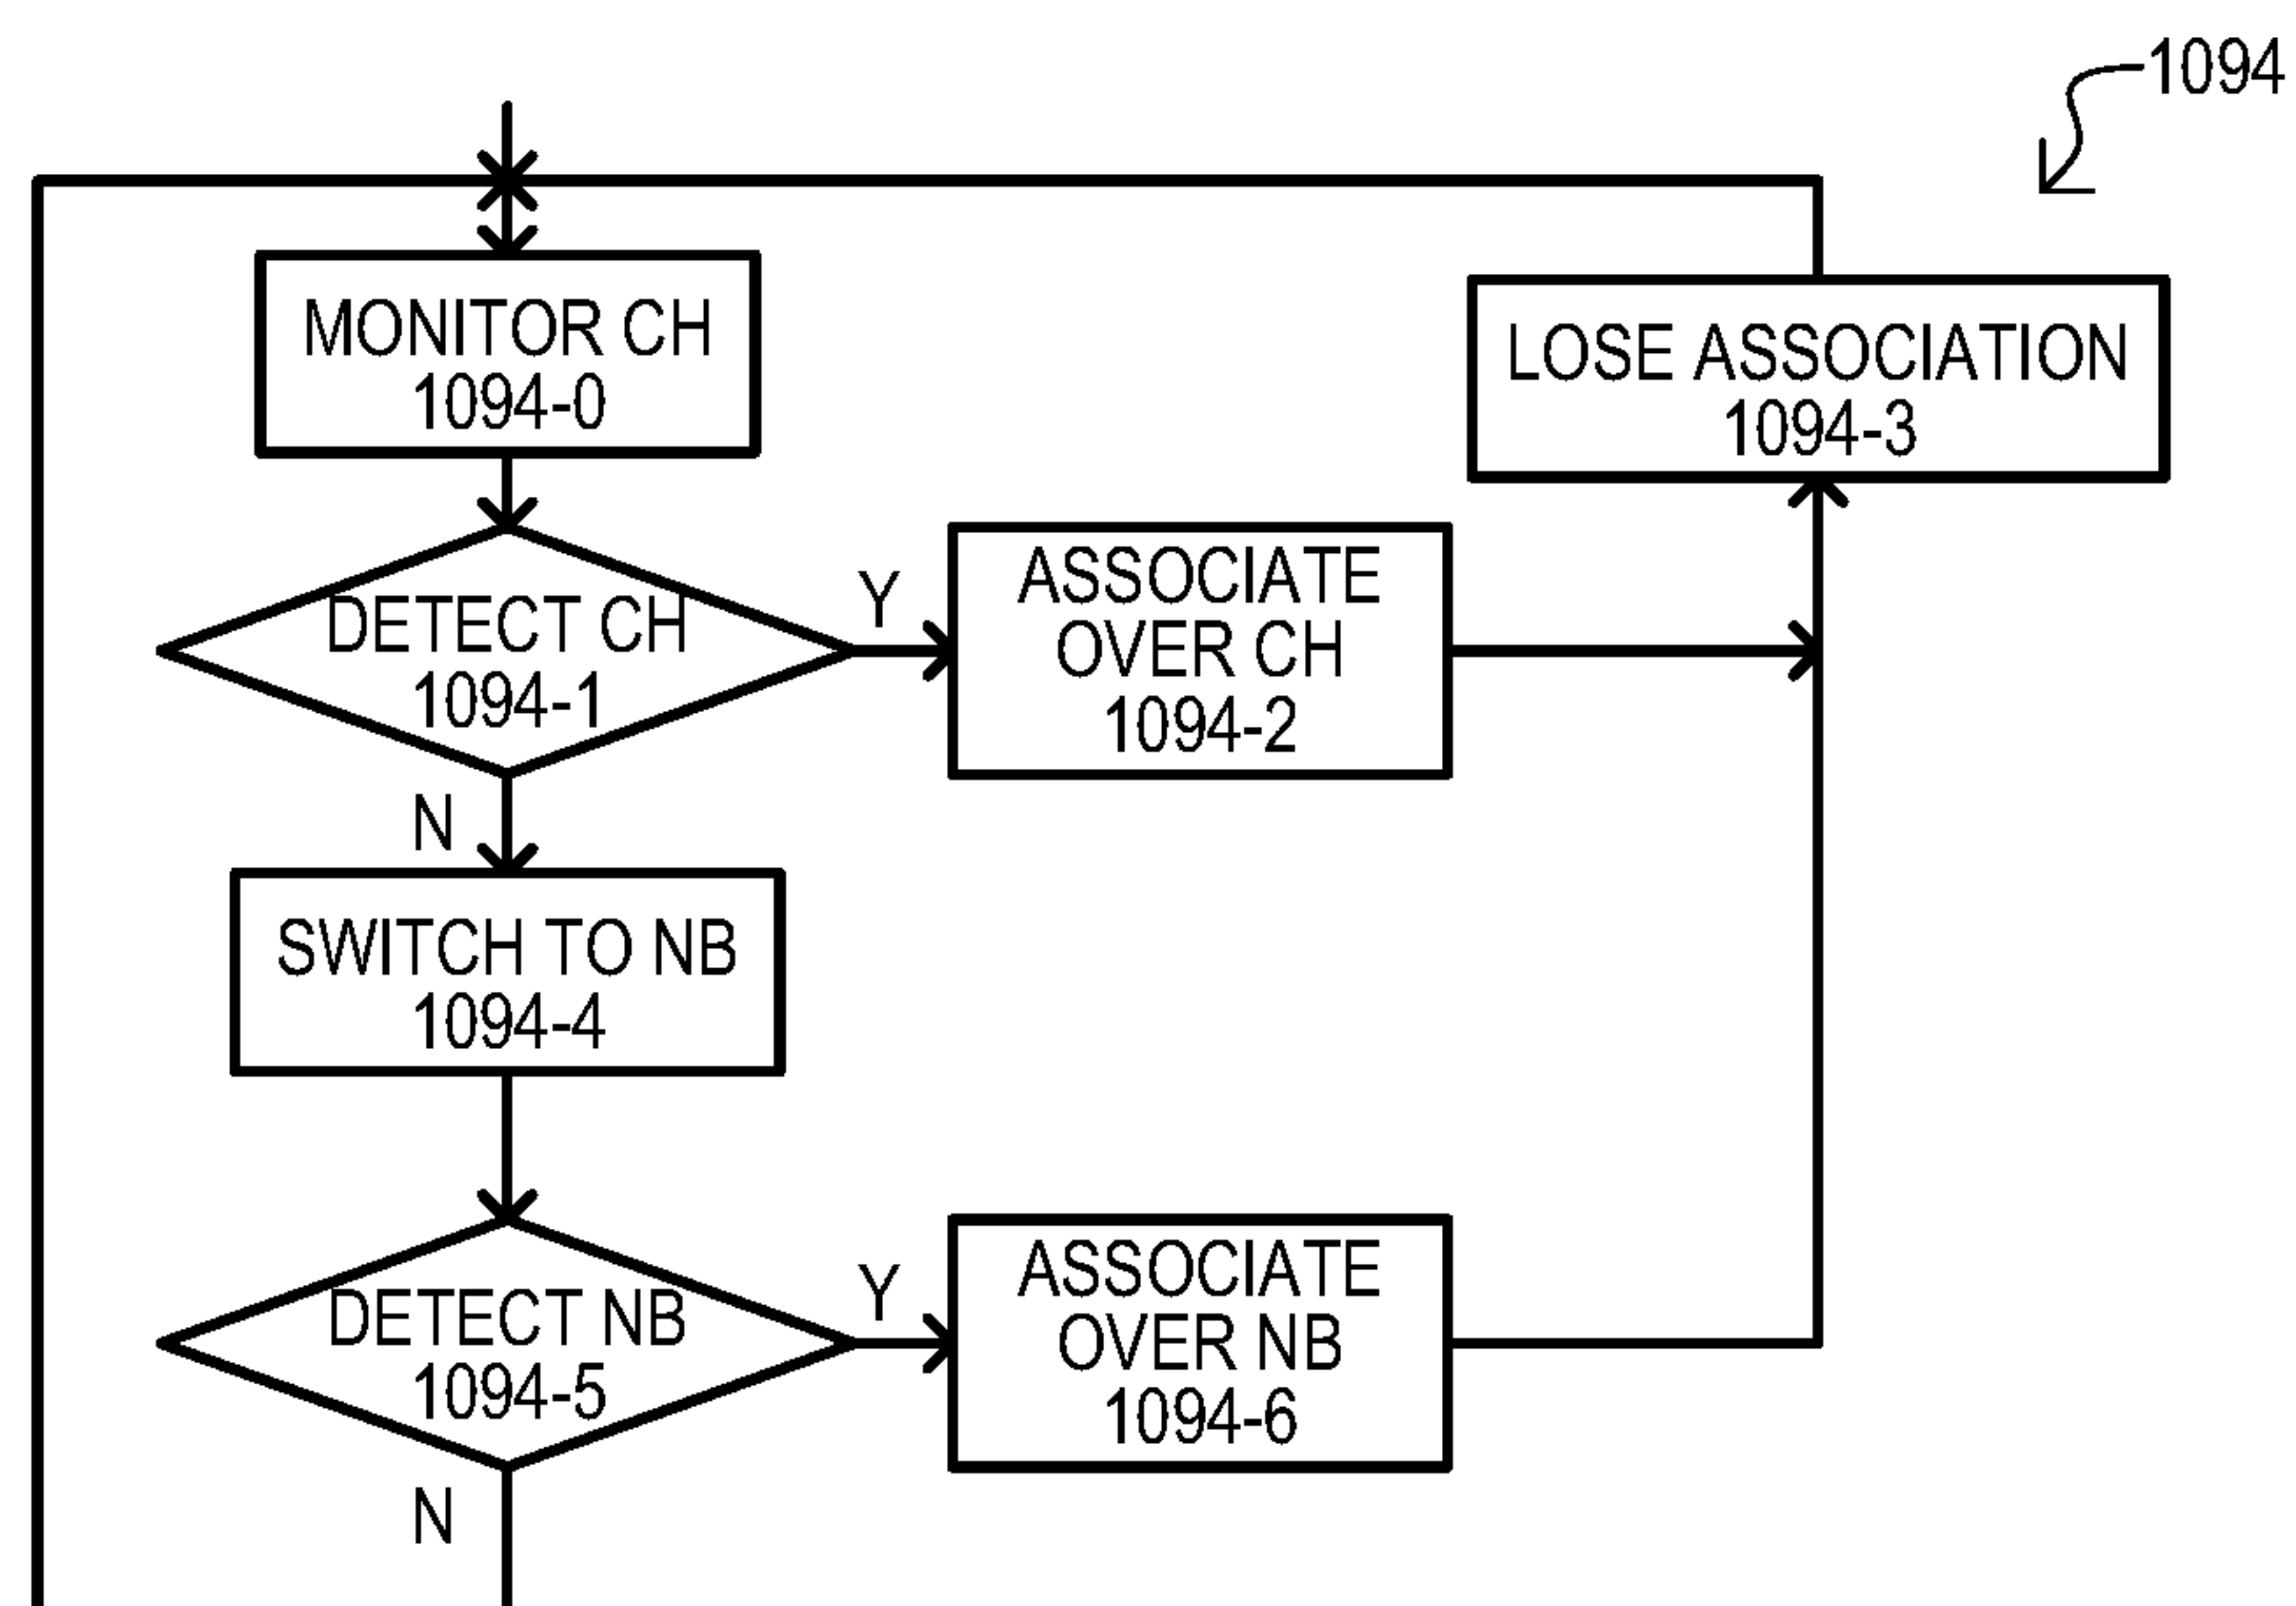 1094
MONITOR CH
1094-0
LOSE ASSOCIATION
1094-3
DETECT CH
1094-1
Y
ASSOCIATE
OVER CH
1094-2
N
SWITCH TO NB
1094-4
DETECT NB
1094-5
Y
ASSOCIATE
OVER NB
1094-6
N